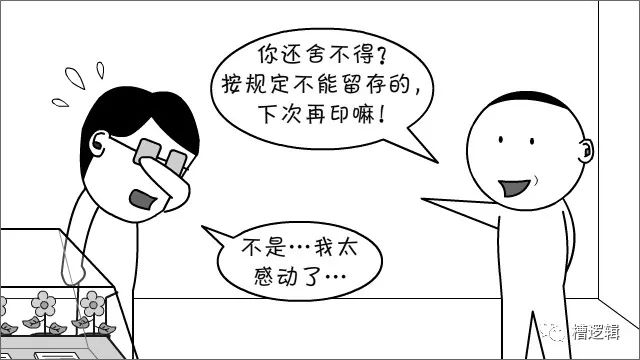 你还舍不得?
按规定不能留存的,
下次再印嘛!
不是…我太
感动了…
槽逻辑